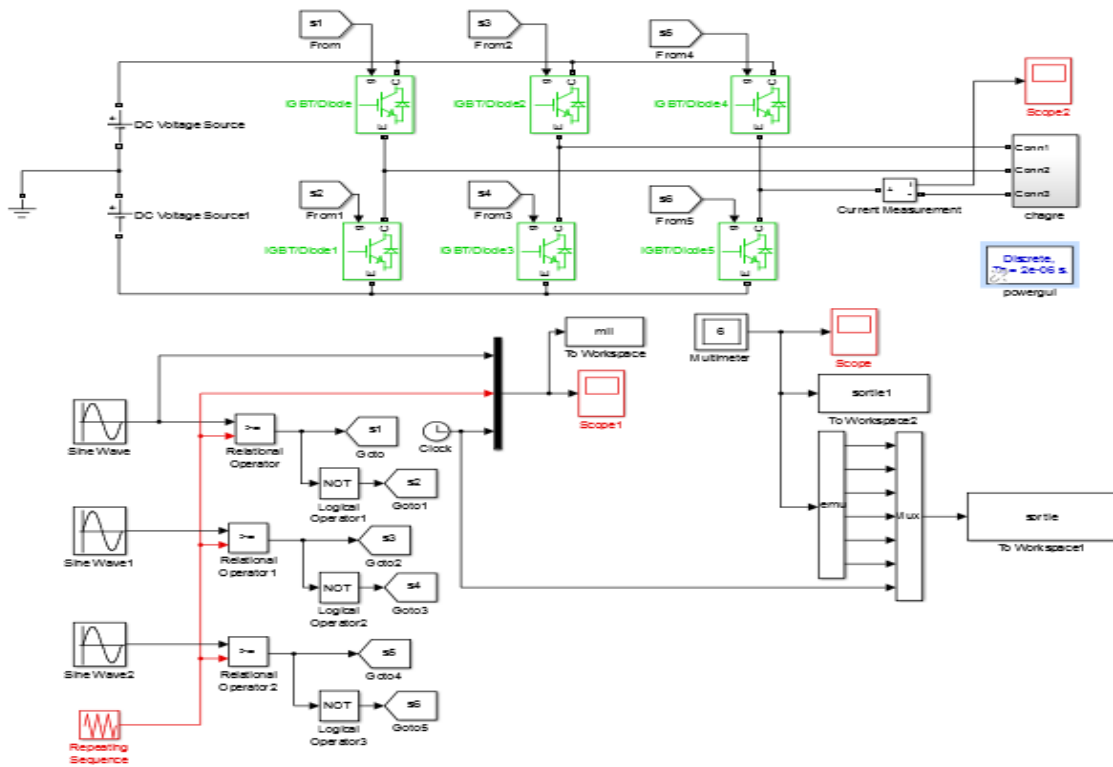 s1
From
s3
From2
s5
From4
g
C
IGBT/Diode
E
g
C
IGBT/Diode2
E
g
C
IGBT/Diode4
E
Scope2
+
DC Voltage Source
+
DC Voltage Source1
s2
From1
s4
From3
s6
From5
g
C
IGBT/Diode1
E
g
C
IGBT/Diode3
E
g
C
IGBT/Diode5
E
+
-
i
Current Measurement
Conn1
Conn2
Conn3
chagre
Discrete,
= 2e-06 s.
powergui
mli
To Workspace
Scope1
6
Multimeter
Scope
sortie1
To Workspace2
Sine Wave
>=
Relational
Operator
s1
Goto
Clock
NOT
Logical
Operator1
s2
Goto1
emu
Mux
sortie
To Workspace1
Sine Wave1
>=
Relational
Operator1
s3
Goto2
NOT
Logical
Operator2
s4
Goto3
Sine Wave2
>=
Relational
Operator2
s5
Goto4
NOT
Logical
Operator3
s6
Goto5
Repeating
Sequence